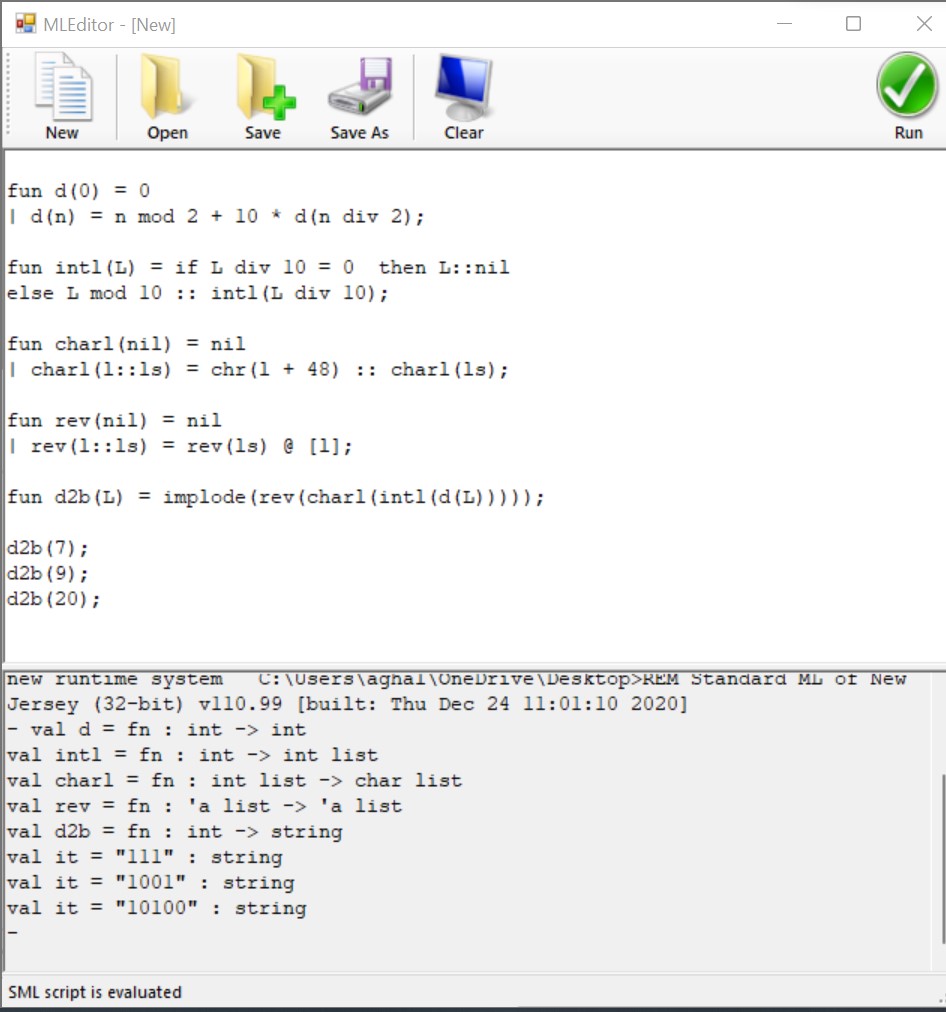 MLEditor - [New]
New Open Save Save As Clear Run
fun d(0) = 0
| d(n) = n mod 2 + 10 * d(n div 2);
fun intl(L) = if L div 10 = 0  then L::nil
else L mod 10 :: intl(L div 10);
fun charl(nil) = nil
| charl(l::ls) = chr(l + 48) :: charl(ls);
fun rev(nil) = nil
| rev(l::ls) = rev(ls) @ [l];
fun d2b(L) = implode(rev(charl(intl(d(L)))));
d2b(7);
d2b(9);
d2b(20);
new runtime system   C:\Users\aghal\OneDrive\Desktop>REM Standard ML of New
Jersey (32-bit) v110.99 [built: Thu Dec 24 11:01:10 2020]
- val d = fn : int -> int
val intl = fn : int -> int list
val charl = fn : int list -> char list
val rev = fn : 'a list -> 'a list
val d2b = fn : int -> string
val it = "111" : string
val it = "1001" : string
val it = "10100" : string
-
SML script is evaluated